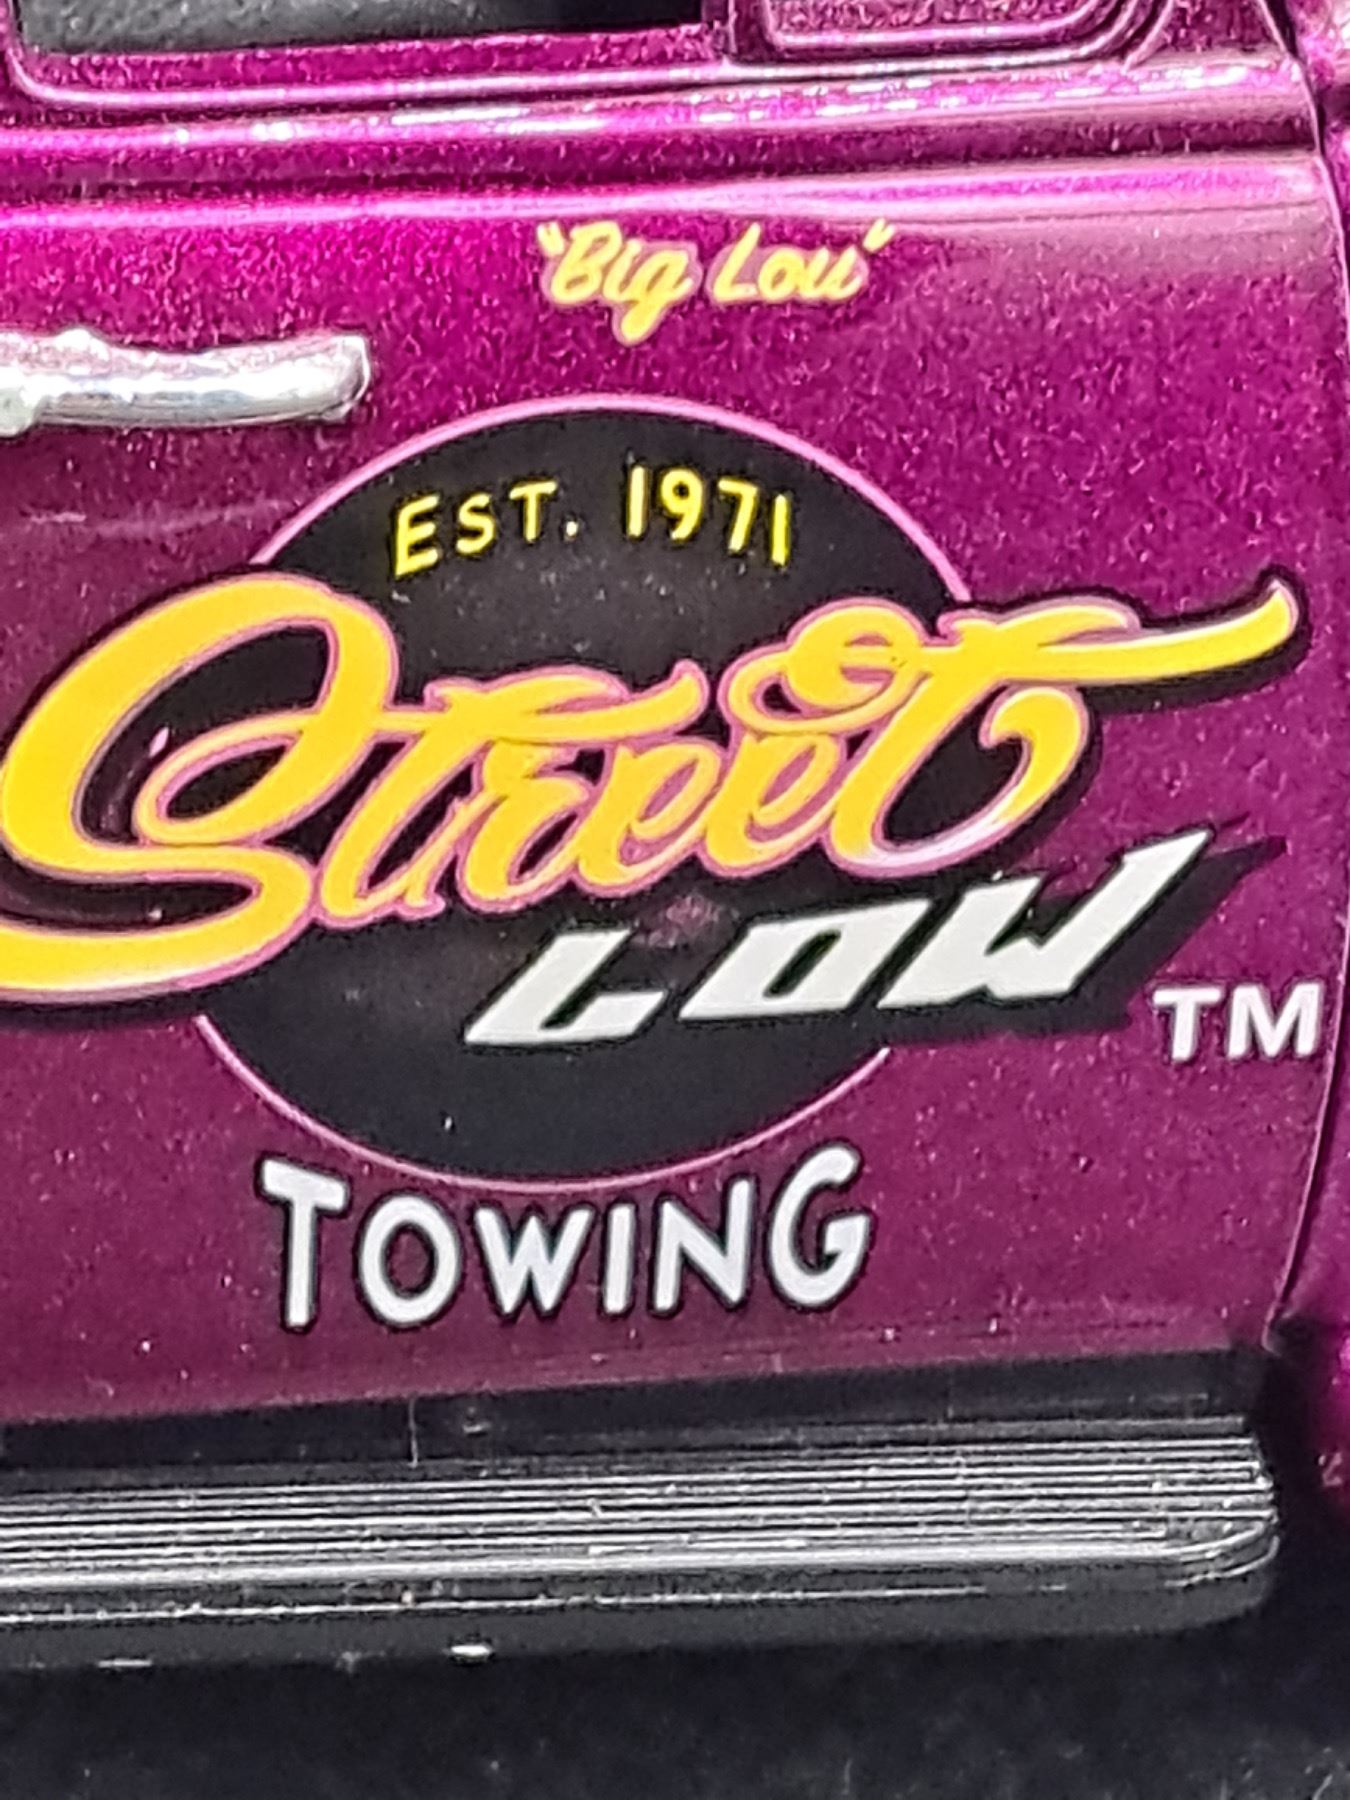 "Big Lou"
EST. 1971
Street
LOW
TM
TOWING